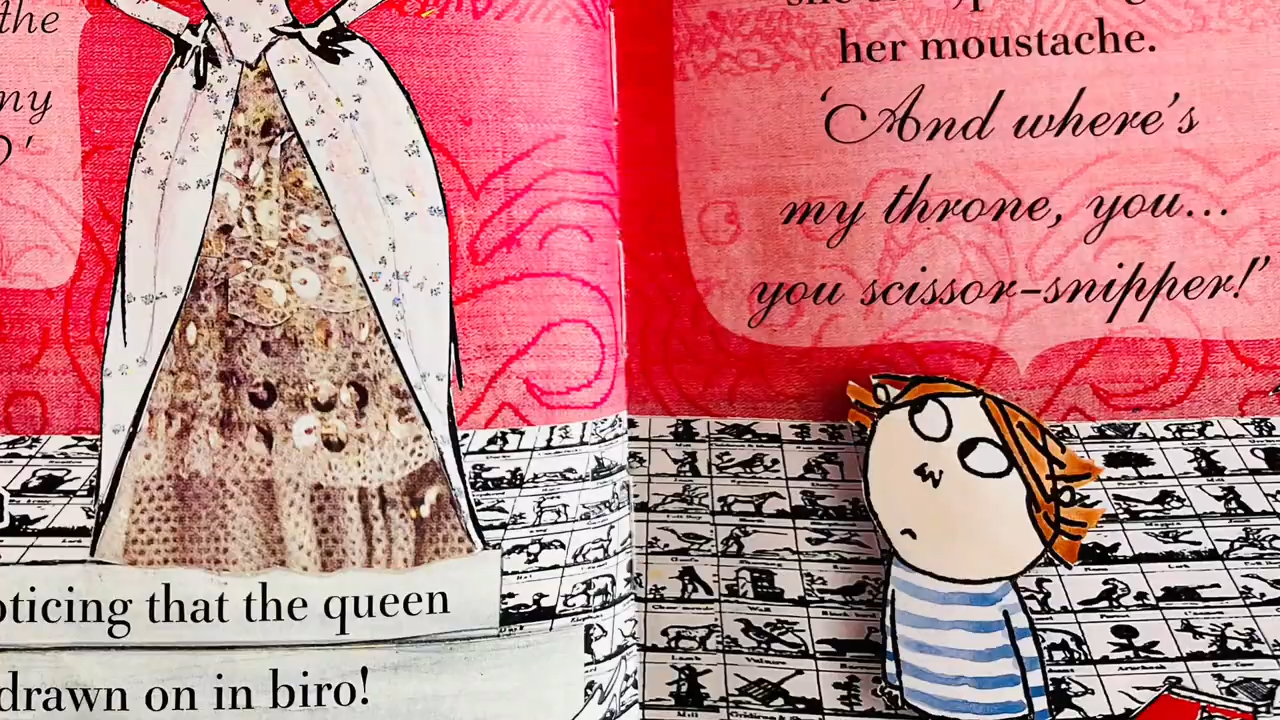 the
my
oticing that the queen
drawn on in biro!
her moustache.
'And where's
my throne, you...
you scissor-snipper!'